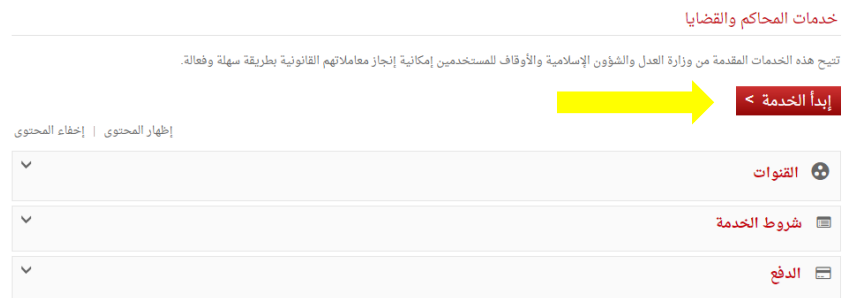 خدمات المحاكم والقضايا
تتيح هذه الخدمات المقدمة من وزارة العدل والشؤون الإسلامية والأوقاف للمستخدمين إمكانية إنجاز معاملاتهم القانونية بطريقة سهلة وفعالة.
إبدأ الخدمة >
إظهار المحتوى | إخفاء المحتوى
القنوات
شروط الخدمة
الدفع